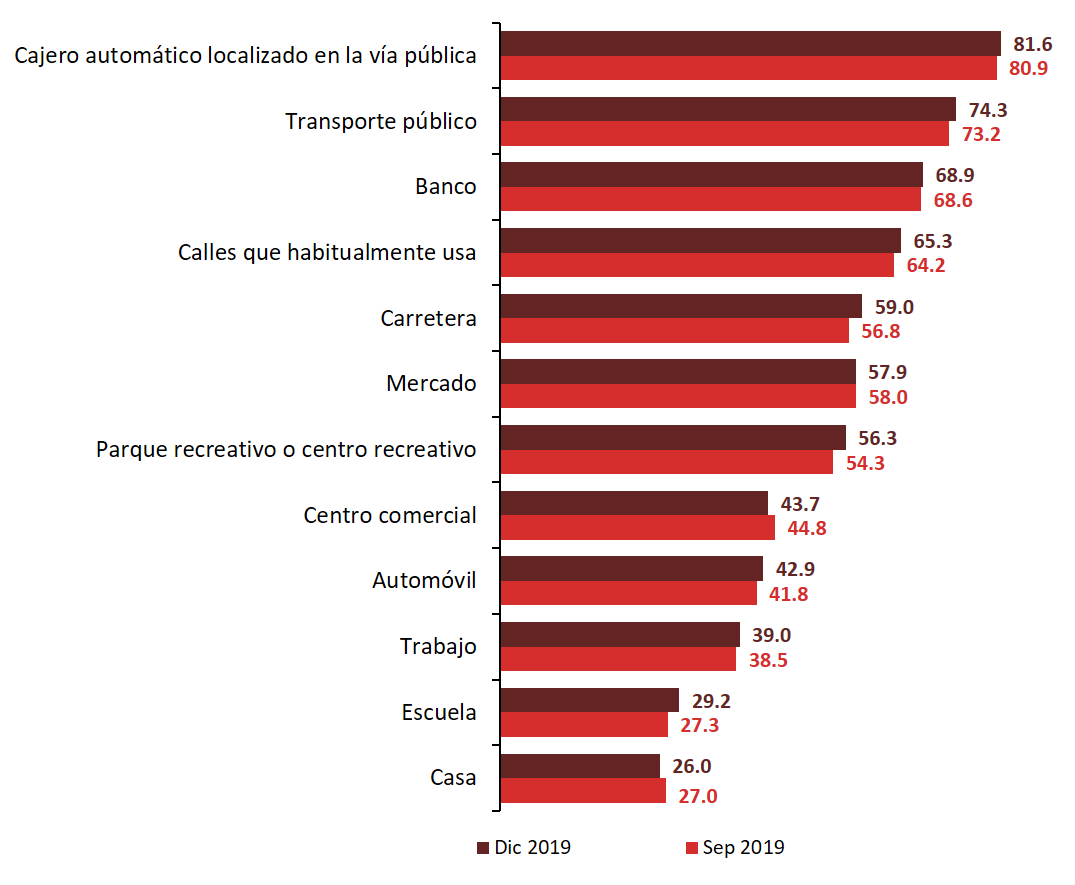 Cajero automático localizado en la vía pública
81.6
80.9
Transporte público
74.3
73.2
Banco
68.9
68.6
Calles que habitualmente usa
65.3
64.2
Carretera
59.0
56.8
Mercado
57.9
58.0
Parque recreativo o centro recreativo
56.3
54.3
Centro comercial
43.7
44.8
Automóvil
42.9
41.8
Trabajo
39.0
38.5
Escuela
29.2
27.3
Casa
26.0
27.0
Dic 2019 Sep 2019